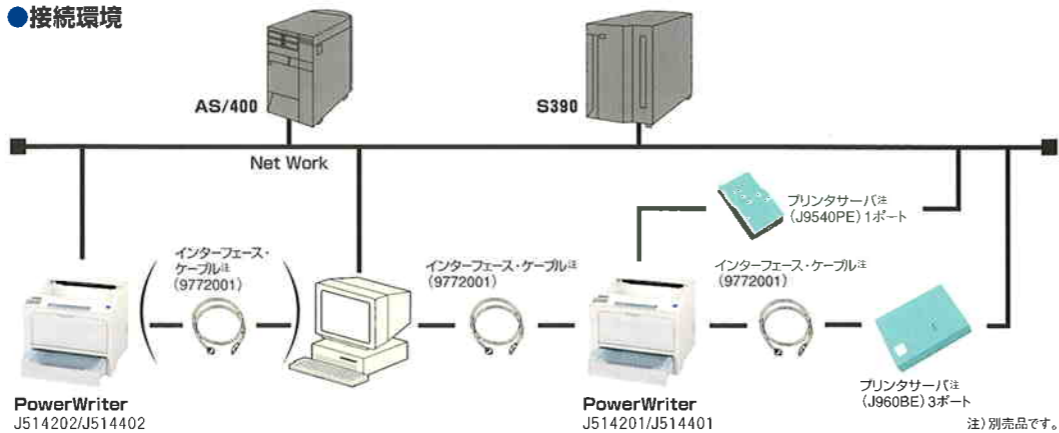 ●接続環境
AS/400
S390
Net Work
プリンタサーバ注
(J9540PE)1ポート
インターフェース・
ケーブル注
(9772001)
インターフェース・ケーブル注
(9772001)
インターフェース・ケーブル注
(9772001)
プリンタサーバ注
(J960BE)3ポート
PowerWriter
J514202/J514402
PowerWriter
J514201/J514401
注)別売品です。